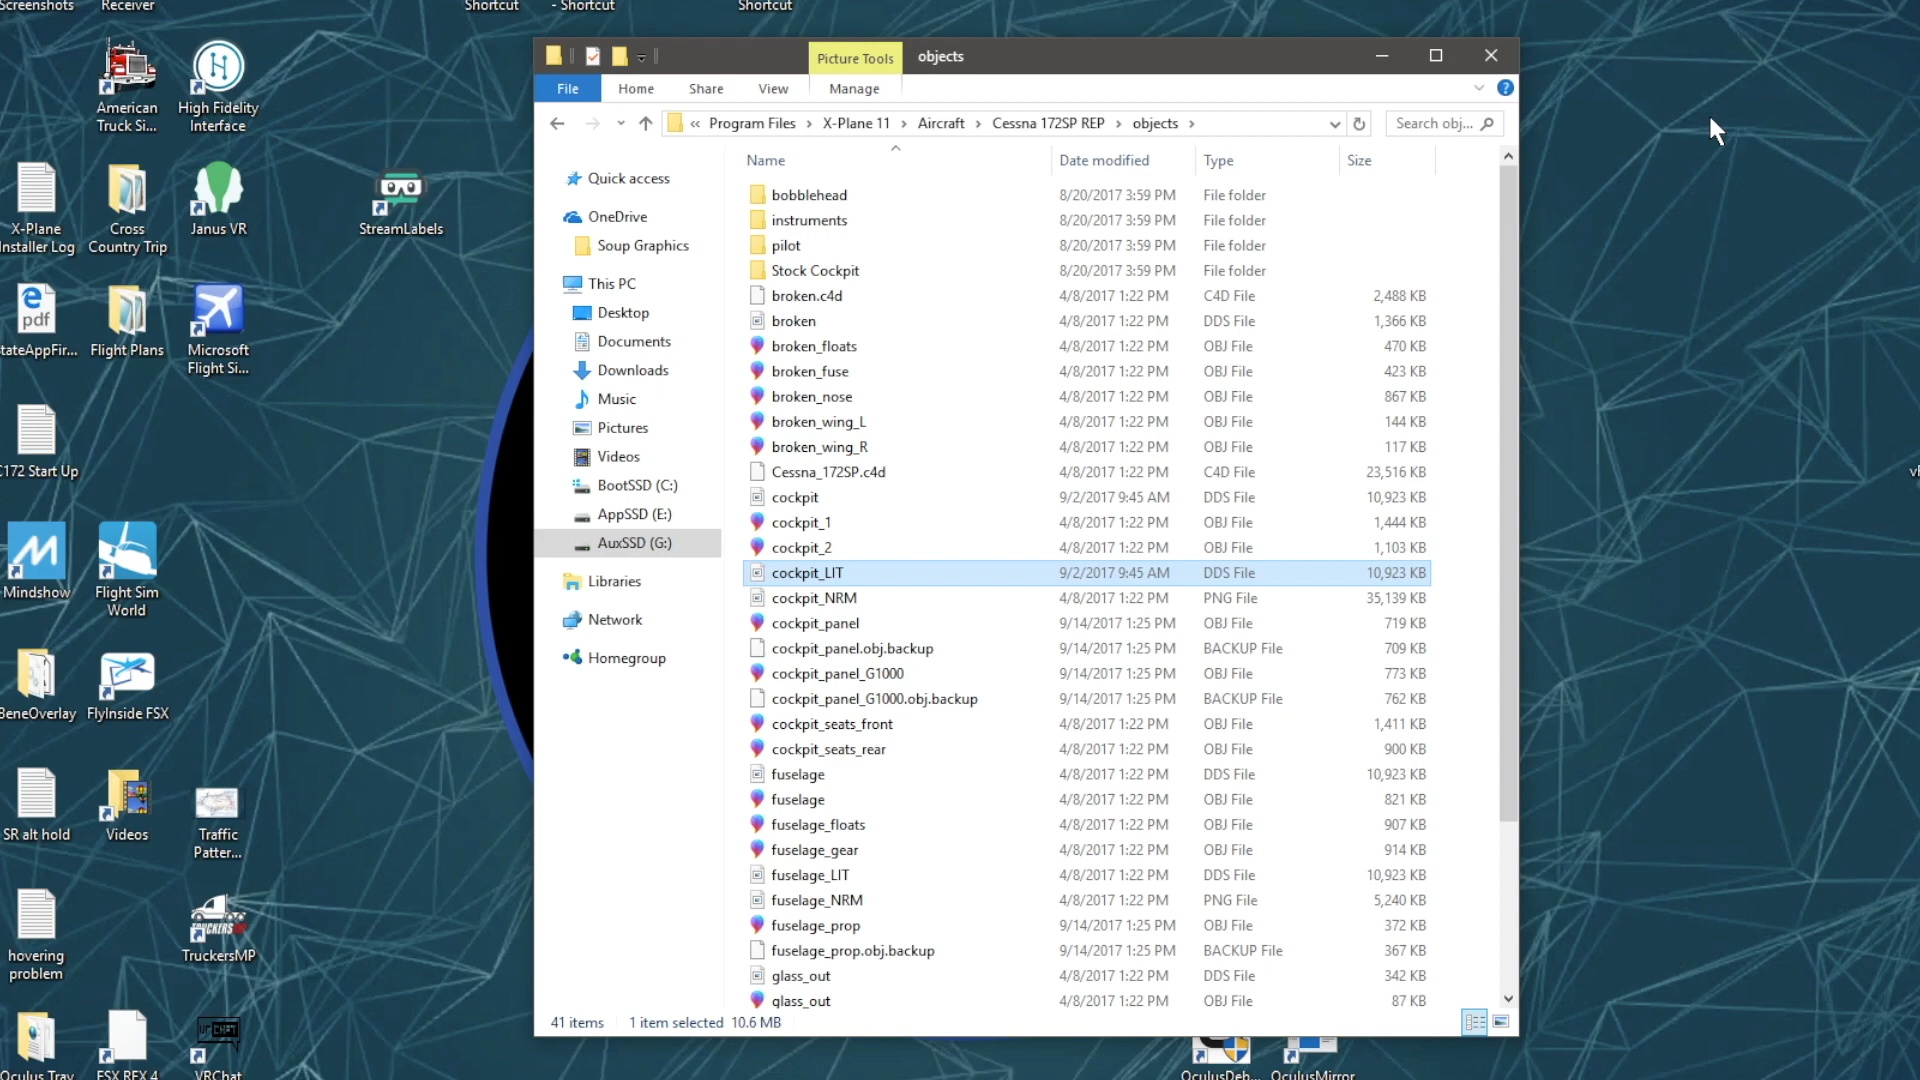 Screenshots
Receiver
Shortcut
- Shortcut
Shortcut
American
Truck Si...
High Fidelity
Interface
X-Plane
Installer Log
Cross
Country Trip
Janus VR
StreamLabels
pdf
StateAppFir...
Flight Plans
Microsoft
Flight Si...
C172 Start Up
Mindshow
Flight Sim
World
BeneOverlay
FlyInside FSX
SR alt hold
Videos
Traffic
Patter...
hovering
problem
TruckersMP
Oculus Tray
FSX REX 4
VRChat
Picture Tools
objects
File
Home
Share
View
Manage
« Program Files › X-Plane 11 › Aircraft › Cessna 172SP REP › objects ›
Search obj...
Quick access
OneDrive
Soup Graphics
This PC
Desktop
Documents
Downloads
Music
Pictures
Videos
BootSSD (C:)
AppSSD (E:)
AuxSSD (G:)
Libraries
Network
Homegroup
Name Date modified Type Size
bobblehead 8/20/2017 3:59 PM File folder
instruments 8/20/2017 3:59 PM File folder
pilot 8/20/2017 3:59 PM File folder
Stock Cockpit 8/20/2017 3:59 PM File folder
broken.c4d 4/8/2017 1:22 PM C4D File 2,488 KB
broken 4/8/2017 1:22 PM DDS File 1,366 KB
broken_floats 4/8/2017 1:22 PM OBJ File 470 KB
broken_fuse 4/8/2017 1:22 PM OBJ File 423 KB
broken_nose 4/8/2017 1:22 PM OBJ File 867 KB
broken_wing_L 4/8/2017 1:22 PM OBJ File 144 KB
broken_wing_R 4/8/2017 1:22 PM OBJ File 117 KB
Cessna_172SP.c4d 4/8/2017 1:22 PM C4D File 23,516 KB
cockpit 9/2/2017 9:45 AM DDS File 10,923 KB
cockpit_1 4/8/2017 1:22 PM OBJ File 1,444 KB
cockpit_2 4/8/2017 1:22 PM OBJ File 1,103 KB
cockpit_LIT 9/2/2017 9:45 AM DDS File 10,923 KB
cockpit_NRM 4/8/2017 1:22 PM PNG File 35,139 KB
cockpit_panel 9/14/2017 1:25 PM OBJ File 719 KB
cockpit_panel.obj.backup 9/14/2017 1:25 PM BACKUP File 709 KB
cockpit_panel_G1000 9/14/2017 1:25 PM OBJ File 773 KB
cockpit_panel_G1000.obj.backup 9/14/2017 1:25 PM BACKUP File 762 KB
cockpit_seats_front 4/8/2017 1:22 PM OBJ File 1,411 KB
cockpit_seats_rear 4/8/2017 1:22 PM OBJ File 900 KB
fuselage 4/8/2017 1:22 PM DDS File 10,923 KB
fuselage 4/8/2017 1:22 PM OBJ File 821 KB
fuselage_floats 4/8/2017 1:22 PM OBJ File 907 KB
fuselage_gear 4/8/2017 1:22 PM OBJ File 914 KB
fuselage_LIT 4/8/2017 1:22 PM DDS File 10,923 KB
fuselage_NRM 4/8/2017 1:22 PM PNG File 5,240 KB
fuselage_prop 9/14/2017 1:25 PM OBJ File 372 KB
fuselage_prop.obj.backup 9/14/2017 1:25 PM BACKUP File 367 KB
glass_out 4/8/2017 1:22 PM DDS File 342 KB
glass_out 4/8/2017 1:22 PM OBJ File 87 KB
41 items 1 item selected 10.6 MB
OculusDeb...
OculusMirror